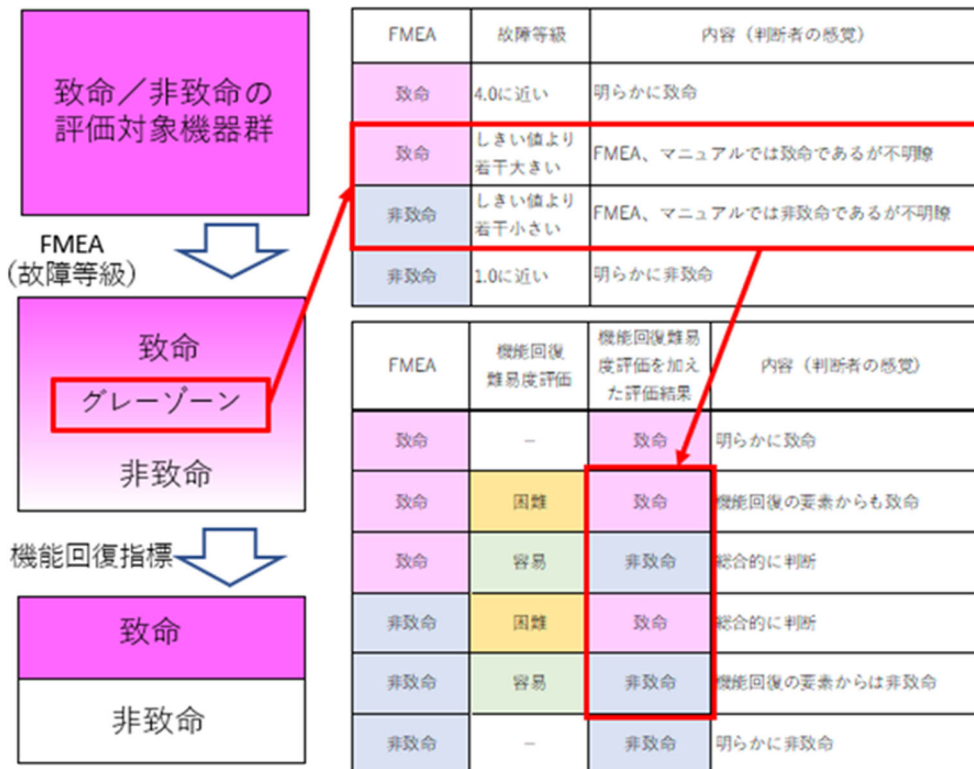 致命／非致命の
評価対象機器群
FMEA
(故障等級)
致命
グレーゾーン
非致命
機能回復指標
致命
非致命
FMEA 故障等級 内容（判断者の感覚）
致命 4.0に近い 明らかに致命
致命 しきい値より
若干大きい FMEA、マニュアルでは致命であるが不明瞭
非致命 しきい値より
若干小さい FMEA、マニュアルでは非致命であるが不明瞭
非致命 1.0に近い 明らかに非致命
FMEA 機能回復
難易度評価 機能回復難易
度評価を加え
た評価結果 内容（判断者の感覚）
致命 － 致命 明らかに致命
致命 困難 致命 機能回復の要素からも致命
致命 容易 非致命 総合的に判断
非致命 困難 致命 総合的に判断
非致命 容易 非致命 機能回復の要素からは非致命
非致命 － 非致命 明らかに非致命